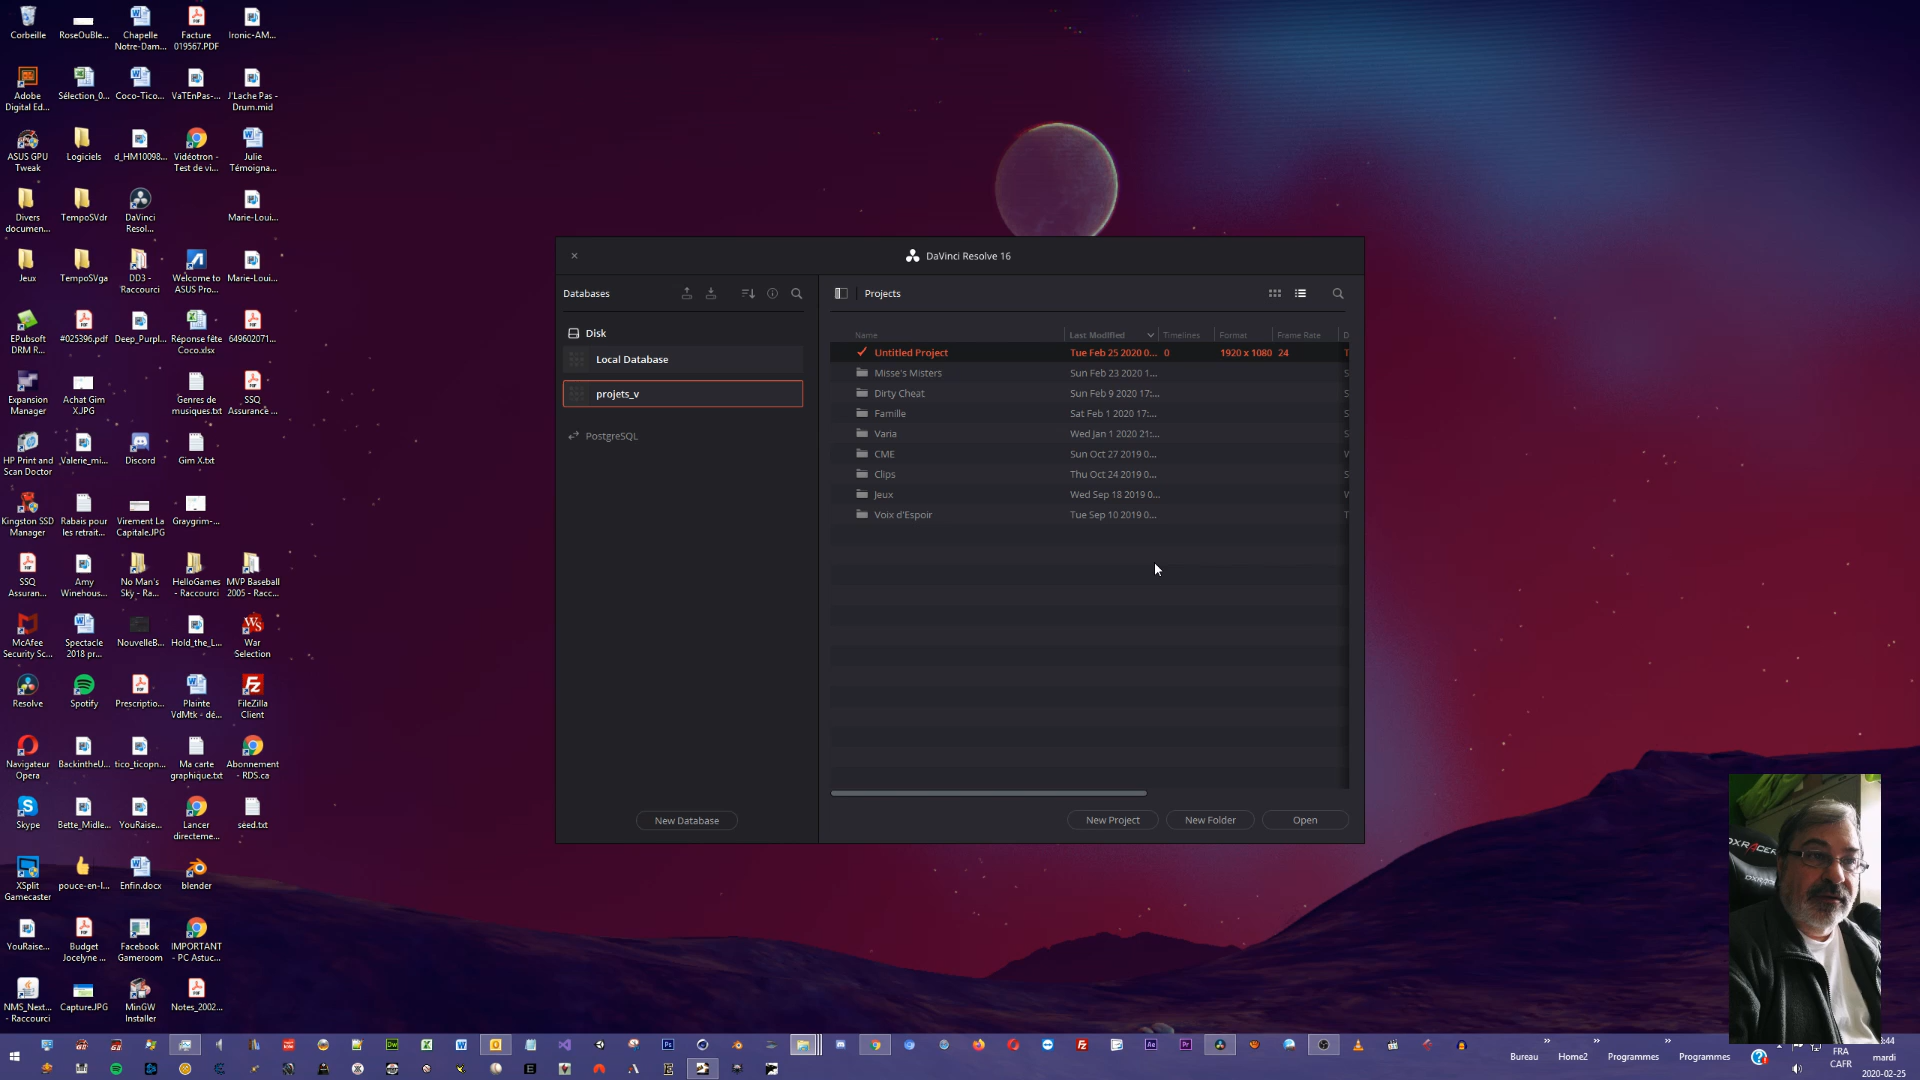 Corbeille
RoseOuBle...
Chapelle Notre-Dam...
Facture 019567.PDF
Ironic-AM...
Adobe Digital Ed...
Sélection_0...
Coco-Tico...
VaTEnPas-...
J'Lache Pas - Drum.mid
ASUS GPU Tweak
Logiciels
d_HM10098...
Vidéotron - Test de vi...
Julie Témoigna...
Divers documen...
TempoSVdr
DaVinci Resol...
Marie-Loui...
Jeux
TempoSVga
DD3 - Raccourci
Welcome to ASUS Pro...
Marie-Loui...
EPubsoft DRM R...
#025396.pdf
Deep_Purpl...
Réponse fête Coco.xlsx
649602071...
Expansion Manager
Achat Gim X.JPG
Genres de musiques.txt
SSQ Assurance ...
HP Print and Scan Doctor
Valerie_mi...
Discord
Gim X.txt
Kingston SSD Manager
Rabais pour les retrait...
Virement La Capitale.JPG
Graygrim-...
SSQ Assuran...
Amy Winehous...
No Man's Sky - Ra...
HelloGames - Raccourci
MVP Baseball 2005 - Racc...
McAfee Security Sc...
Spectacle 2018 pr...
NouvelleB...
Hold_the_L...
War Selection
Resolve
Spotify
Prescriptio...
Plainte VdMtk - dé...
FileZilla Client
Navigateur Opera
BackintheU...
tico_ticopn...
Ma carte graphique.txt
Abonnement - RDS.ca
Skype
Bette_Midle...
YouRaise...
Lancer directeme...
seed.txt
XSplit Gamecaster
pouce-en-l...
Enfin.docx
blender
YouRaise...
Budget Jocelyne ...
Facebook Gameroom
IMPORTANT - PC Astuc...
NMS_Next... - Raccourci
Capture.JPG
MinGW Installer
Notes_2002...
DaVinci Resolve 16
Databases
Disk
Local Database
projets_v
PostgreSQL
New Database
Projects
Name Last Modified Timelines Format Frame Rate D
Untitled Project Tue Feb 25 2020 0... 0 1920 x 1080 24 T
Misse's Misters Sun Feb 23 2020 1... S
Dirty Cheat Sun Feb 9 2020 17:... S
Famille Sat Feb 1 2020 17:... S
Varia Wed Jan 1 2020 21:... S
CME Sun Oct 27 2019 0... W
Clips Thu Oct 24 2019 0... S
Jeux Wed Sep 18 2019 0... W
Voix d'Espoir Tue Sep 10 2019 0... T
New Project
New Folder
Open
DXRACER
Bureau
Home2
Programmes
Programmes
FRA
CAFR
:44
mardi
2020-02-25